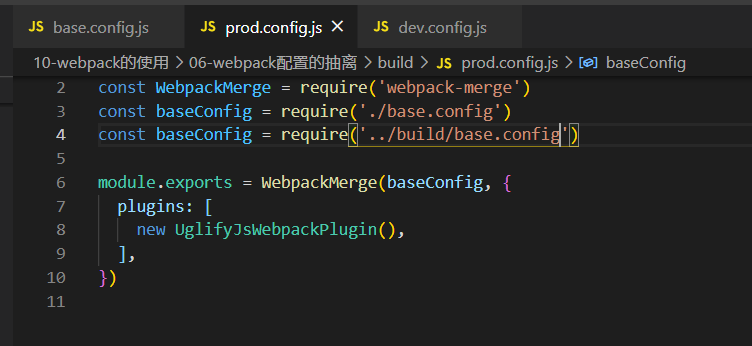 JS base.config.js JS prod.config.js × JS dev.config.js
10-webpack的使用 > 06-webpack配置的抽离 > build > JS prod.config.js > baseConfig
2 const WebpackMerge = require('webpack-merge')
3 const baseConfig = require('./base.config')
4 const baseConfig = require('../build/base.config')
5
6 module.exports = WebpackMerge(baseConfig, {
7 plugins: [
8 new UglifyJsWebpackPlugin(),
9 ],
10 })
11